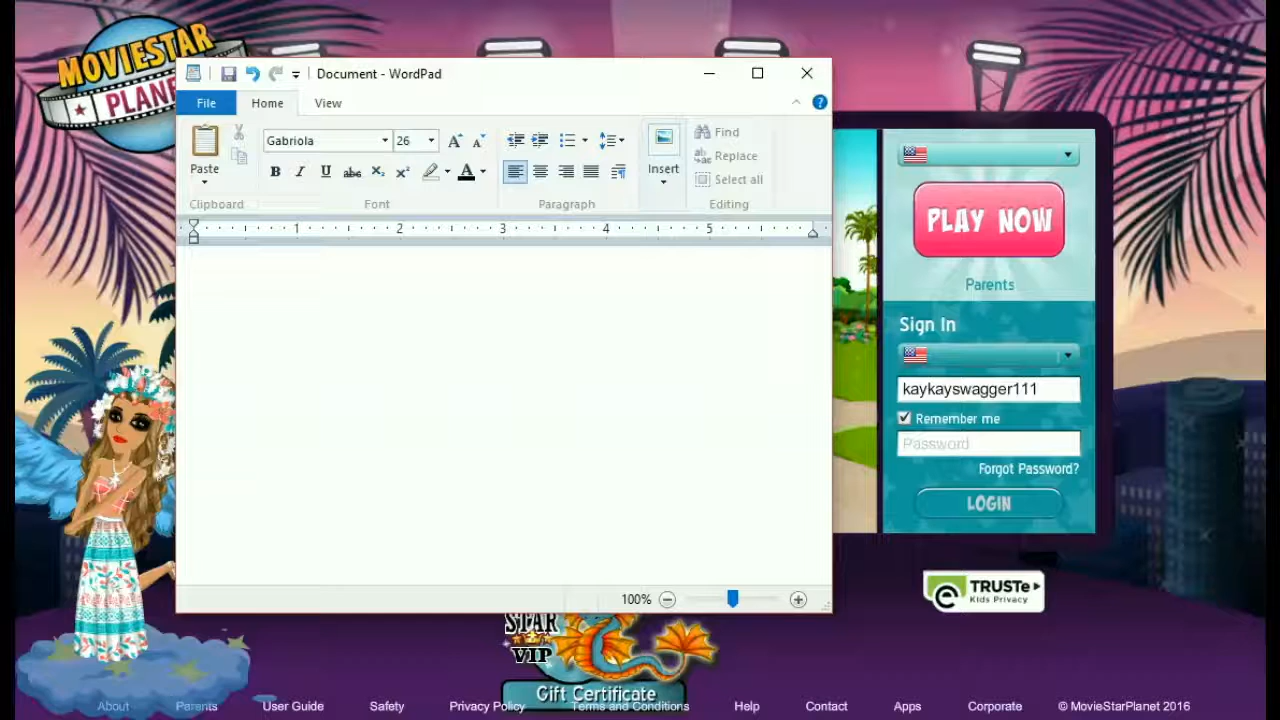 MOVIESTAR
PLANET
Document - WordPad
File Home View
Paste
Clipboard
Gabriola 26
Font
Paragraph
Insert
Find
Replace
Select all
Editing
1 2 3 4 5
100%
PLAY NOW
Parents
Sign In
kaykayswagger111
Remember me
Password
Forgot Password?
LOGIN
TRUSTe
Kids Privacy
STAR
VIP
Gift Certificate
About Parents User Guide Safety Privacy Policy Terms and Conditions Help Contact Apps Corporate © MovieStarPlanet 2016